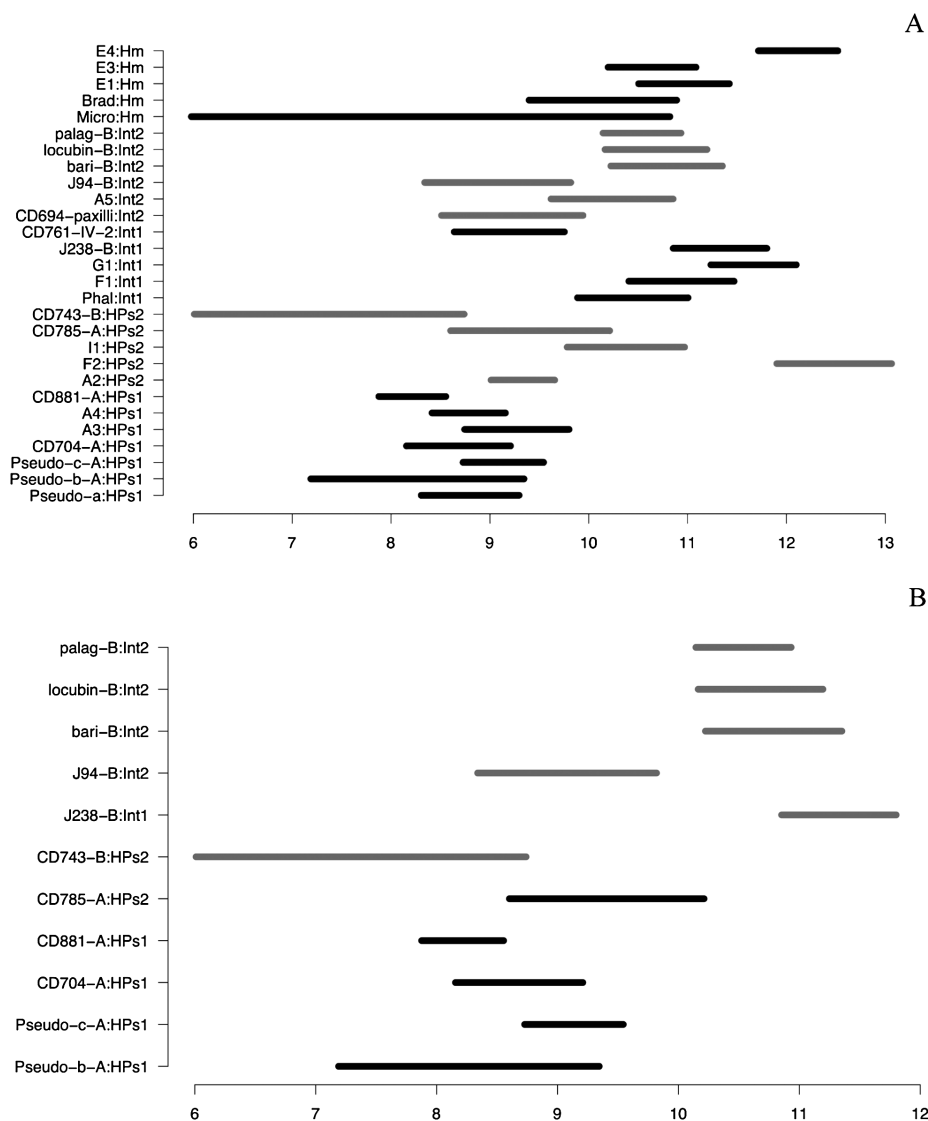 A
E4:Hm
E3:Hm
E1:Hm
Brad:Hm
Micro:Hm
palag−B:Int2
locubin−B:Int2
bari−B:Int2
J94−B:Int2
A5:Int2
CD694−paxilli:Int2
CD761−IV−2:Int1
J238−B:Int1
G1:Int1
F1:Int1
Phal:Int1
CD743−B:HPs2
CD785−A:HPs2
I1:HPs2
F2:HPs2
A2:HPs2
CD881−A:HPs1
A4:HPs1
A3:HPs1
CD704−A:HPs1
Pseudo−c−A:HPs1
Pseudo−b−A:HPs1
Pseudo−a:HPs1
6 7 8 9 10 11 12 13
B
palag−B:Int2
locubin−B:Int2
bari−B:Int2
J94−B:Int2
J238−B:Int1
CD743−B:HPs2
CD785−A:HPs2
CD881−A:HPs1
CD704−A:HPs1
Pseudo−c−A:HPs1
Pseudo−b−A:HPs1
6 7 8 9 10 11 12